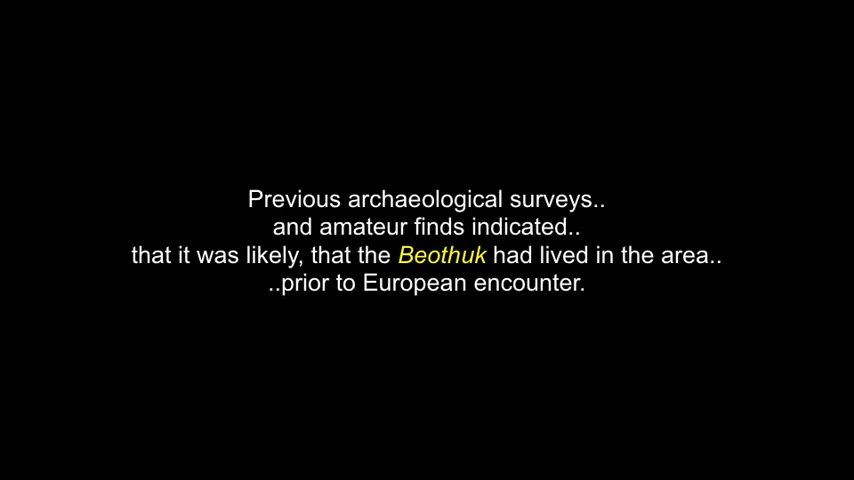 Previous archaeological surveys..
and amateur finds indicated..
that it was likely, that the Beothuk had lived in the area..
..prior to European encounter.